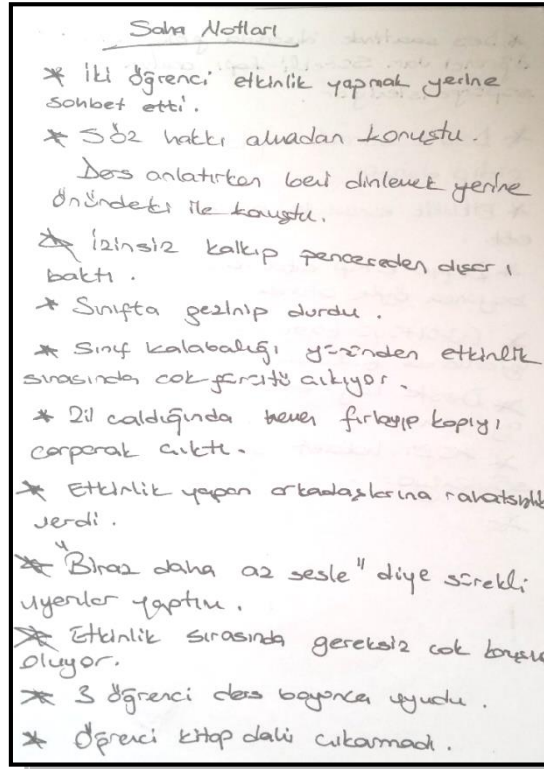 Saha Notları
* İki öğrenci etkinlik yapmak yerine
sohbet etti.
* Söz hakkı almadan konuştu.
Ders anlatırken beni dinlemek yerine
önündeki ile konuştu.
* İzinsiz kalkıp pencereden dışarı
baktı.
* Sınıfta gezinip durdu.
* Sınıf kalabalığı yüzünden etkinlik
sırasında çok gürültü çıkıyor.
* Zil çaldığında hemen fırlayıp kapıyı
çarparak çıktı.
* Etkinlik yapan arkadaşlarına rahatsızlık
verdi.
* "Biraz daha az sesle" diye sürekli
uyarılar yaptım.
* Etkinlik sırasında gereksiz çok
oluyor.
* 3 öğrenci ders boyunca uyudu.
* Öğrenci kitap dahi çıkarmadı.